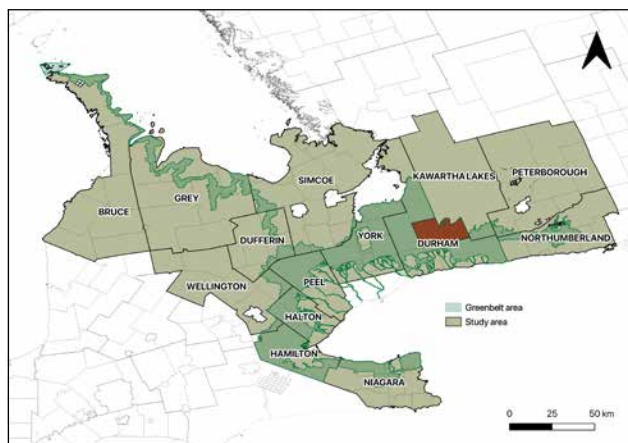 KAWARTHA LAKES
PETERBOROUGH
SIMCOE
GREY
BRUCE
YORK
DUFFERIN
DURHAM
NORTHUMBERLAND
WELLINGTON
PEEL
HALTON
HAMILTON
NIAGARA
Greenbelt area
Study area
0 25 50 km